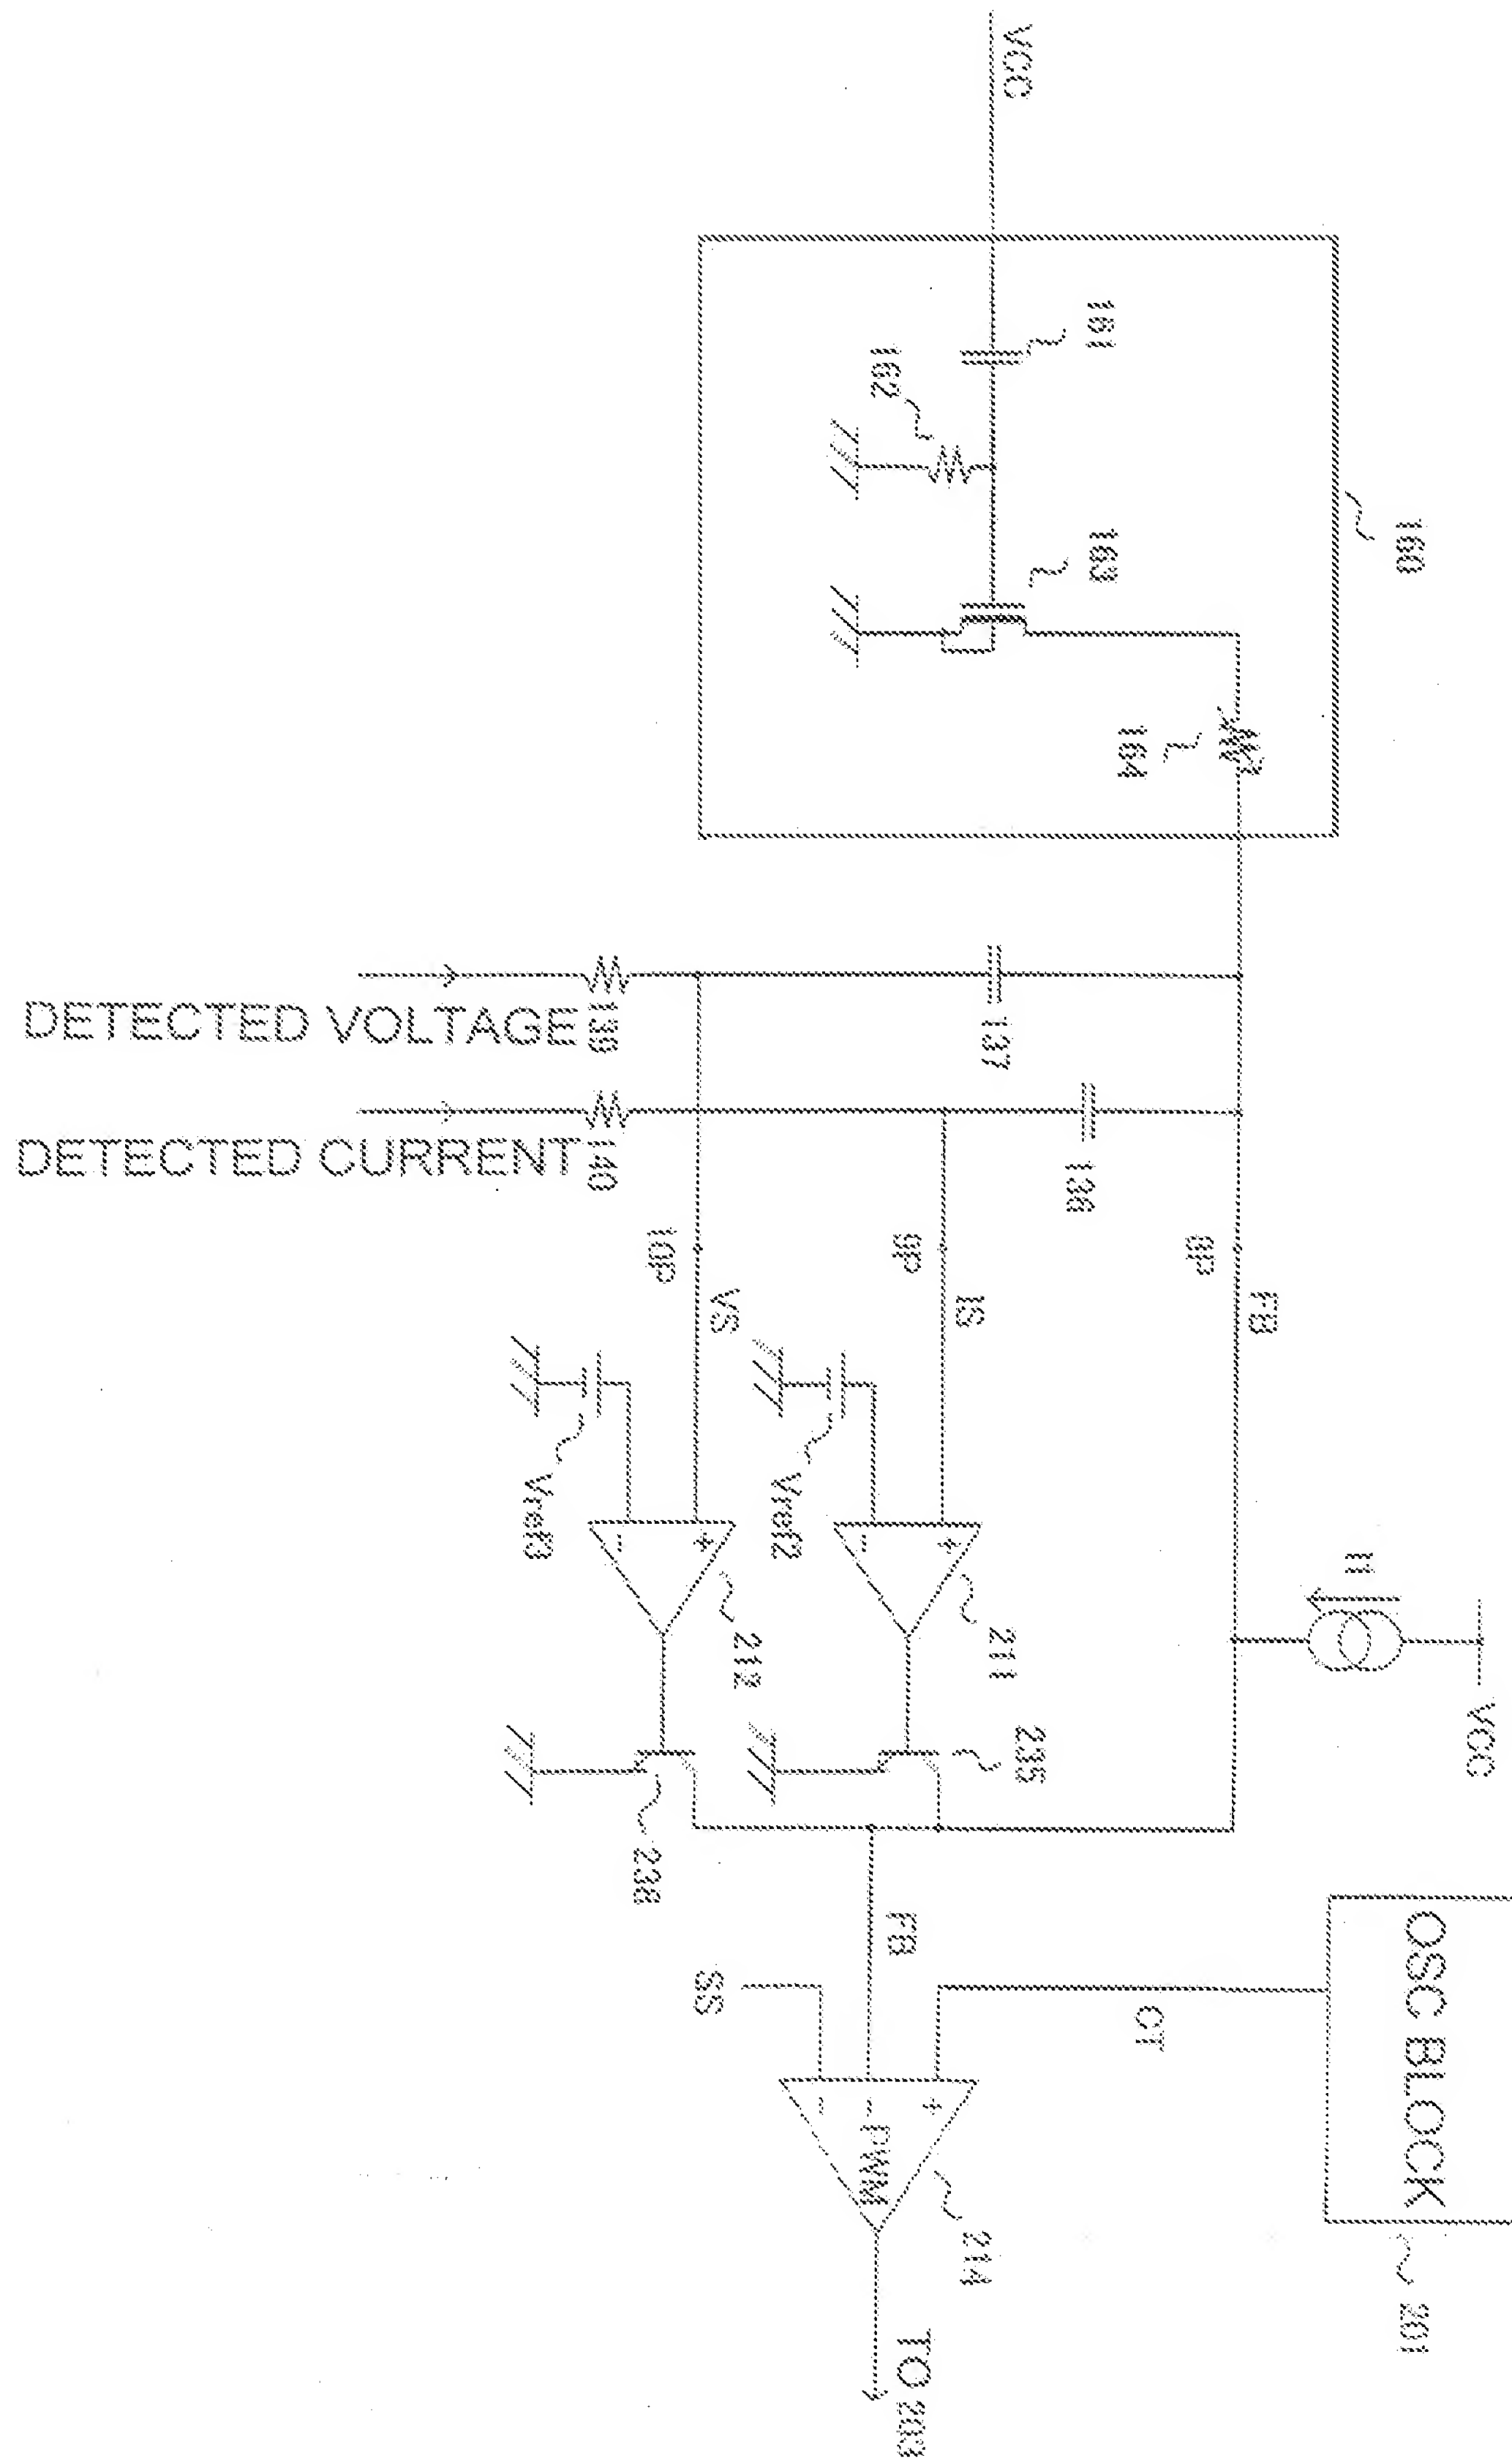 VCC
160
161
162
163
164
DETECTED VOLTAGE
139
137
DETECTED CURRENT
140
10P
9P
8P
VS
IS
FB
Vref3
Vref2
-
+
-
+
212
211
I1
VCC
238
235
FB
SS
CT
OSC BLOCK
201
-
-
+
PWM
214
TO 203